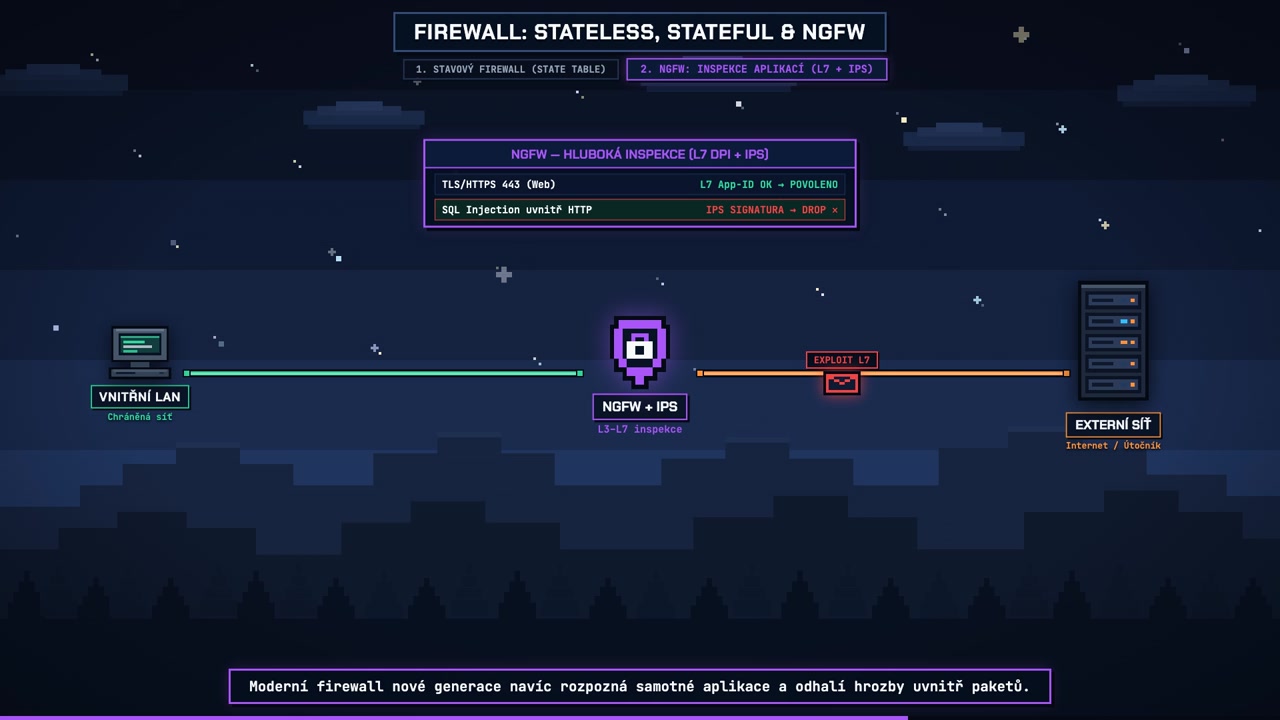 FIREWALL: STATELESS, STATEFUL & NGFW
1. STAVOVÝ FIREWALL (STATE TABLE)
2. NGFW: INSPEKCE APLIKACÍ (L7 + IPS)
NGFW — HLUBOKÁ INSPEKCE (L7 DPI + IPS)
TLS/HTTPS 443 (Web) L7 App-ID OK → POVOLENO
SQL Injection uvnitř HTTP IPS SIGNATURA → DROP ×
EXPLOIT L7
VNITŘNÍ LAN
Chráněná síť
NGFW + IPS
L3–L7 inspekce
EXTERNÍ SÍŤ
Internet / Útočník
Moderní firewall nové generace navíc rozpozná samotné aplikace a odhalí hrozby uvnitř paketů.